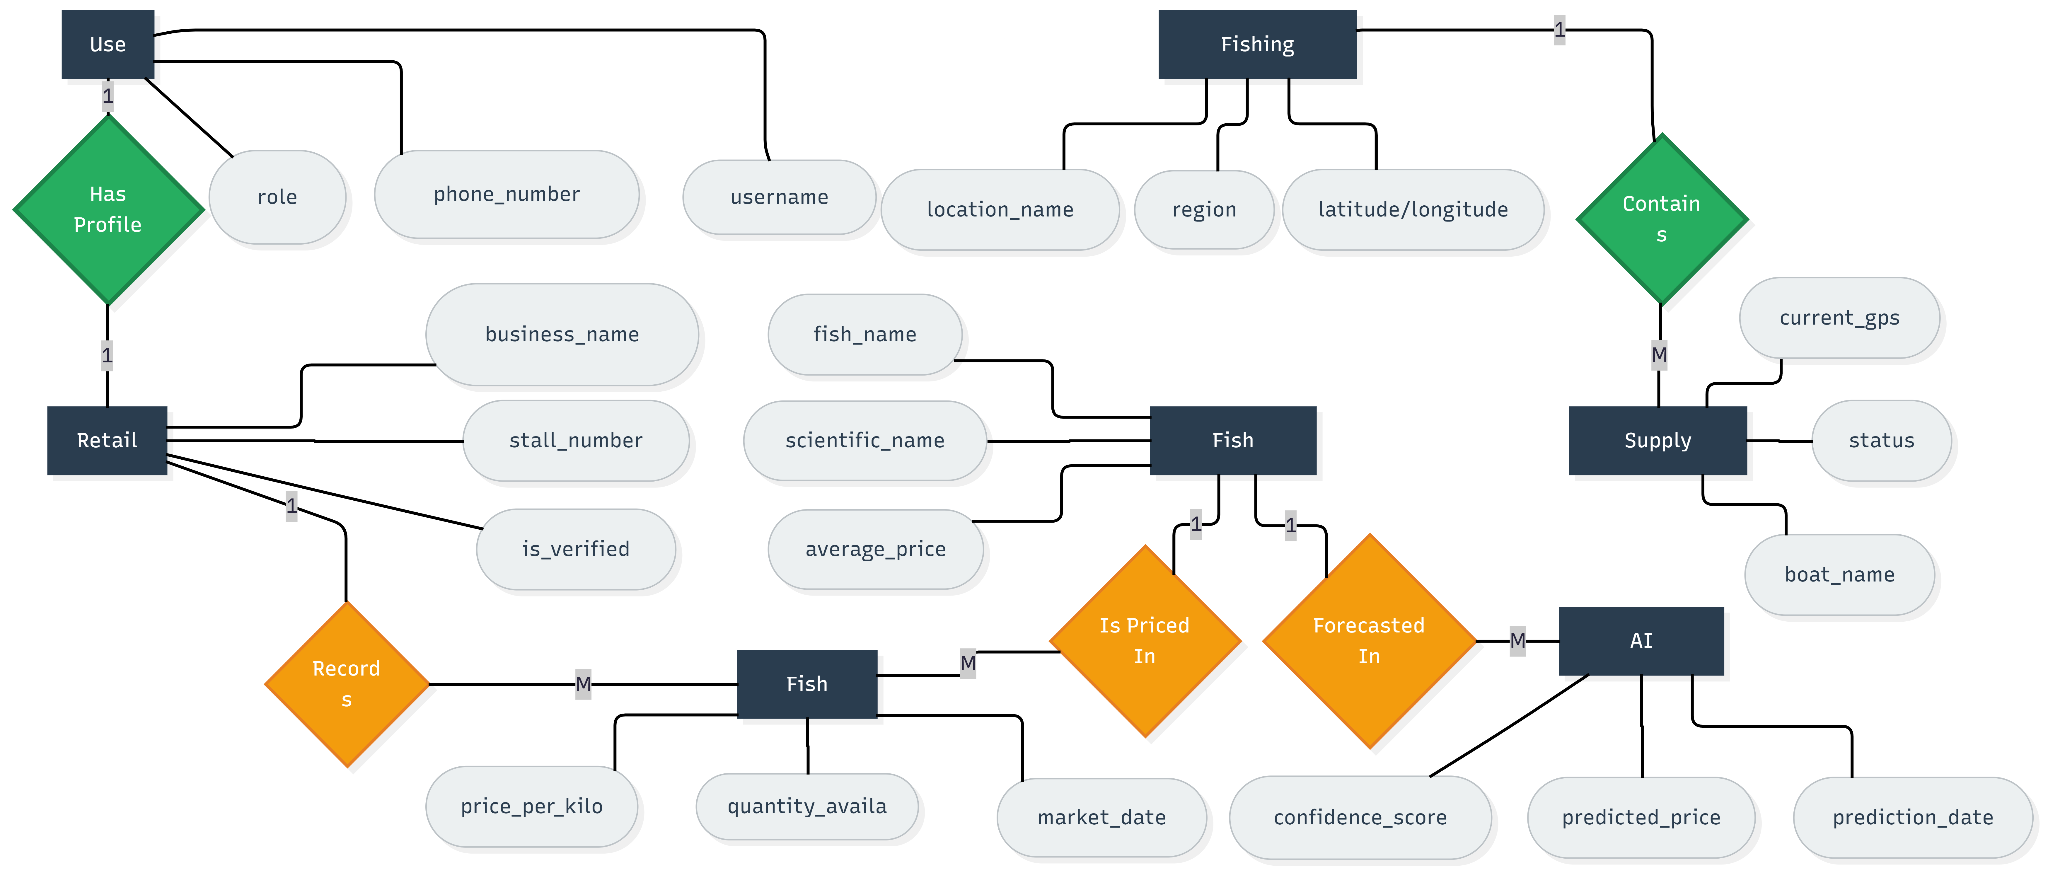 Use
Fishing
1
1
Has
Profile
role
phone_number
username
location_name
region
latitude/longitude
Contain
s
business_name
fish_name
current_gps
1
M
Retail
stall_number
scientific_name
Fish
Supply
status
1
is_verified
average_price
1
1
boat_name
Record
s
M
Fish
M
Is Priced
In
Forecasted
In
M
AI
price_per_kilo
quantity_availa
market_date
confidence_score
predicted_price
prediction_date